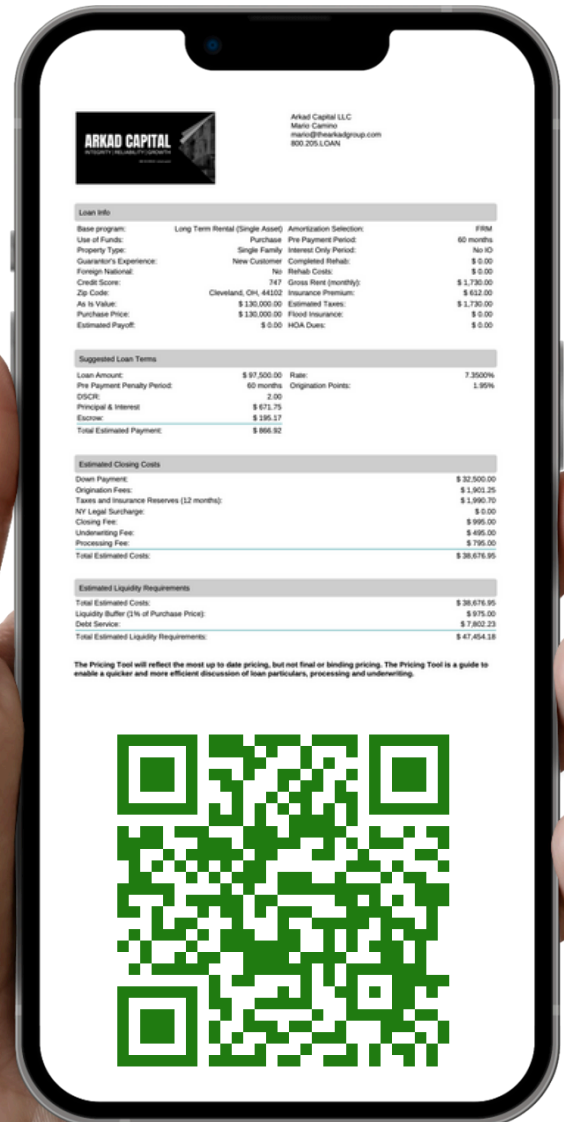 ARKAD CAPITAL
INTEGRITY | RELIABILITY | GROWTH
Arkad Capital LLC
Mario Camino
mario@thearkadgroup.com
800.205.LOAN
Loan Info
Base program: Long Term Rental (Single Asset) Amortization Selection: FRM
Use of Funds: Purchase Pre Payment Period: 60 months
Property Type: Single Family Interest Only Period: No IO
Guarantor's Experience: New Customer Completed Rehab: $ 0.00
Foreign National: No Rehab Costs: $ 0.00
Credit Score: 747 Gross Rent (monthly): $ 1,730.00
Zip Code: Cleveland, OH, 44102 Insurance Premium: $ 612.00
As Is Value: $ 130,000.00 Estimated Taxes: $ 1,730.00
Purchase Price: $ 130,000.00 Flood Insurance: $ 0.00
Estimated Payoff: $ 0.00 HOA Dues: $ 0.00
Suggested Loan Terms
Loan Amount: $ 97,500.00 Rate: 7.3500%
Pre Payment Penalty Period: 60 months Origination Points: 1.95%
DSCR: 2.00
Principal & Interest $ 671.75
Escrow: $ 195.17
Total Estimated Payment: $ 866.92
Estimated Closing Costs
Down Payment: $ 32,500.00
Origination Fees: $ 1,901.25
Taxes and Insurance Reserves (12 months): $ 1,990.70
NY Legal Surcharge: $ 0.00
Closing Fee: $ 995.00
Underwriting Fee: $ 495.00
Processing Fee: $ 795.00
Total Estimated Costs: $ 38,676.95
Estimated Liquidity Requirements
Total Estimated Costs: $ 38,676.95
Liquidity Buffer (1% of Purchase Price): $ 975.00
Debt Service: $ 7,802.23
Total Estimated Liquidity Requirements: $ 47,454.18
The Pricing Tool will reflect the most up to date pricing, but not final or binding pricing. The Pricing Tool is a guide to
enable a quicker and more efficient discussion of loan particulars, processing and underwriting.